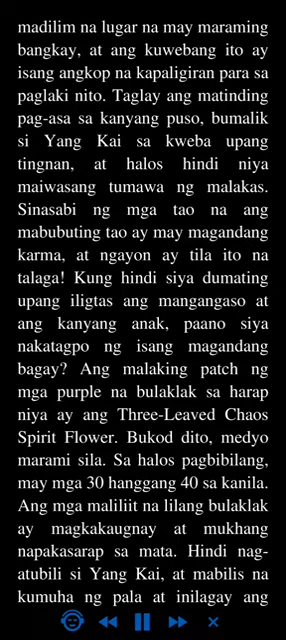 madilim na lugar na may maraming
bangkay, at ang kuwebang ito ay
isang angkop na kapaligiran para sa
paglaki nito. Taglay ang matinding
pag-asa sa kanyang puso, bumalik
si Yang Kai sa kweba upang
tingnan, at halos hindi niya
maiwasang tumawa ng malakas.
Sinasabi ng mga tao na ang
mabubuting tao ay may magandang
karma, at ngayon ay tila ito na
talaga! Kung hindi siya dumating
upang iligtas ang mangangaso at
ang kanyang anak, paano siya
nakatagpo ng isang magandang
bagay? Ang malaking patch ng
mga purple na bulaklak sa harap
niya ay ang Three-Leaved Chaos
Spirit Flower. Bukod dito, medyo
marami sila. Sa halos pagbibilang,
may mga 30 hanggang 40 sa kanila.
Ang mga maliliit na lilang bulaklak
ay magkakaugnay at mukhang
napakasarap sa mata. Hindi nag-
atubili si Yang Kai, at mabilis na
kumuha ng pala at inilagay ang